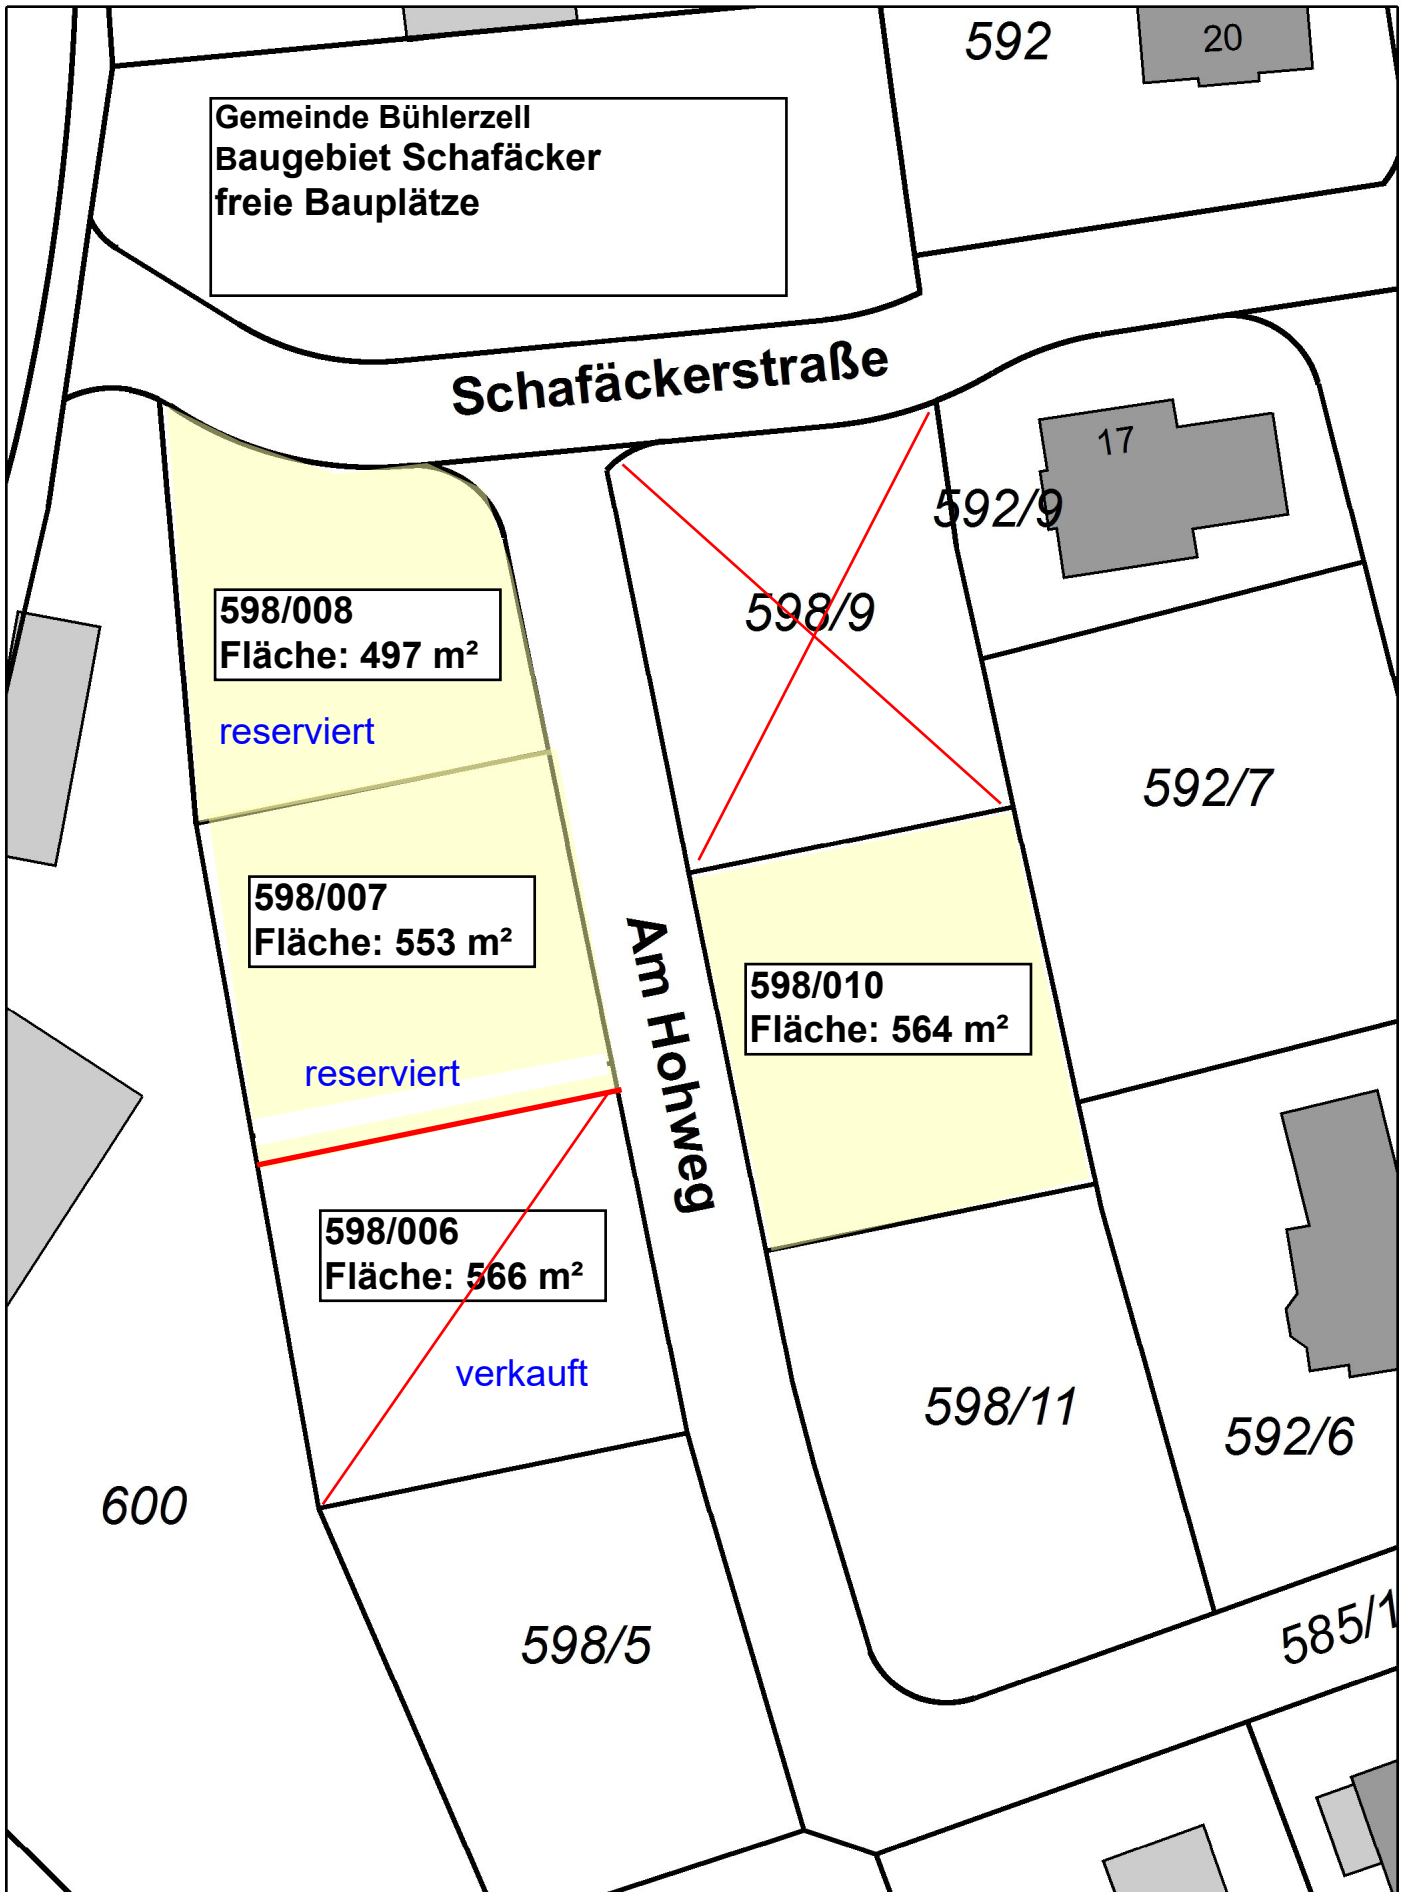 592
20
Gemeinde Bühlerzell
Baugebiet Schafäcker
freie Bauplätze
Schafäckerstraße
17
592/9
598/008
Fläche: 497 m²
reserviert
598/9
592/7
598/007
Fläche: 553 m²
reserviert
Am Hohweg
598/010
Fläche: 564 m²
598/006
Fläche: 566 m²
verkauft
598/11
592/6
600
598/5
585/1